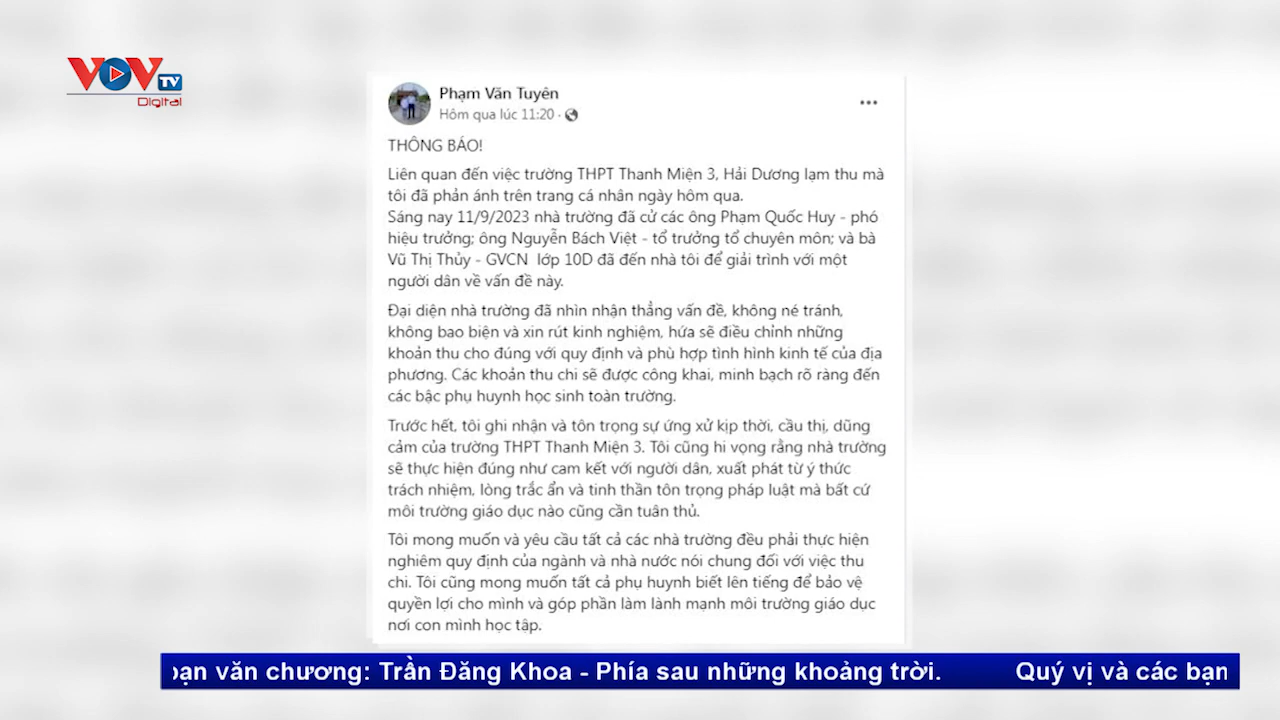 VOV TV
Digital
Phạm Văn Tuyên
Hôm qua lúc 11:20 ·
THÔNG BÁO!
Liên quan đến việc trường THPT Thanh Miện 3, Hải Dương lạm thu mà
tôi đã phản ánh trên trang cá nhân ngày hôm qua.
Sáng nay 11/9/2023 nhà trường đã cử các ông Phạm Quốc Huy - phó
hiệu trưởng; ông Nguyễn Bách Việt - tổ trưởng tổ chuyên môn; và bà
Vũ Thị Thủy - GVCN lớp 10D đã đến nhà tôi để giải trình với một
người dân về vấn đề này.
Đại diện nhà trường đã nhìn nhận thẳng vấn đề, không né tránh,
không bao biện và xin rút kinh nghiệm, hứa sẽ điều chỉnh những
khoản thu cho đúng với quy định và phù hợp tình hình kinh tế của địa
phương. Các khoản thu chi sẽ được công khai, minh bạch rõ ràng đến
các bậc phụ huynh học sinh toàn trường.
Trước hết, tôi ghi nhận và tôn trọng sự ứng xử kịp thời, cầu thị, dũng
cảm của trường THPT Thanh Miện 3. Tôi cũng hi vọng rằng nhà trường
sẽ thực hiện đúng như cam kết với người dân, xuất phát từ ý thức
trách nhiệm, lòng trắc ẩn và tinh thần tôn trọng pháp luật mà bất cứ
môi trường giáo dục nào cũng cần tuân thủ.
Tôi mong muốn và yêu cầu tất cả các nhà trường đều phải thực hiện
nghiêm quy định của ngành và nhà nước nói chung đối với việc thu
chi. Tôi cũng mong muốn tất cả phụ huynh biết lên tiếng để bảo vệ
quyền lợi cho mình và góp phần làm lành mạnh môi trường giáo dục
nơi con mình học tập.
bạn văn chương: Trần Đăng Khoa - Phía sau những khoảng trời. Quý vị và các bạn